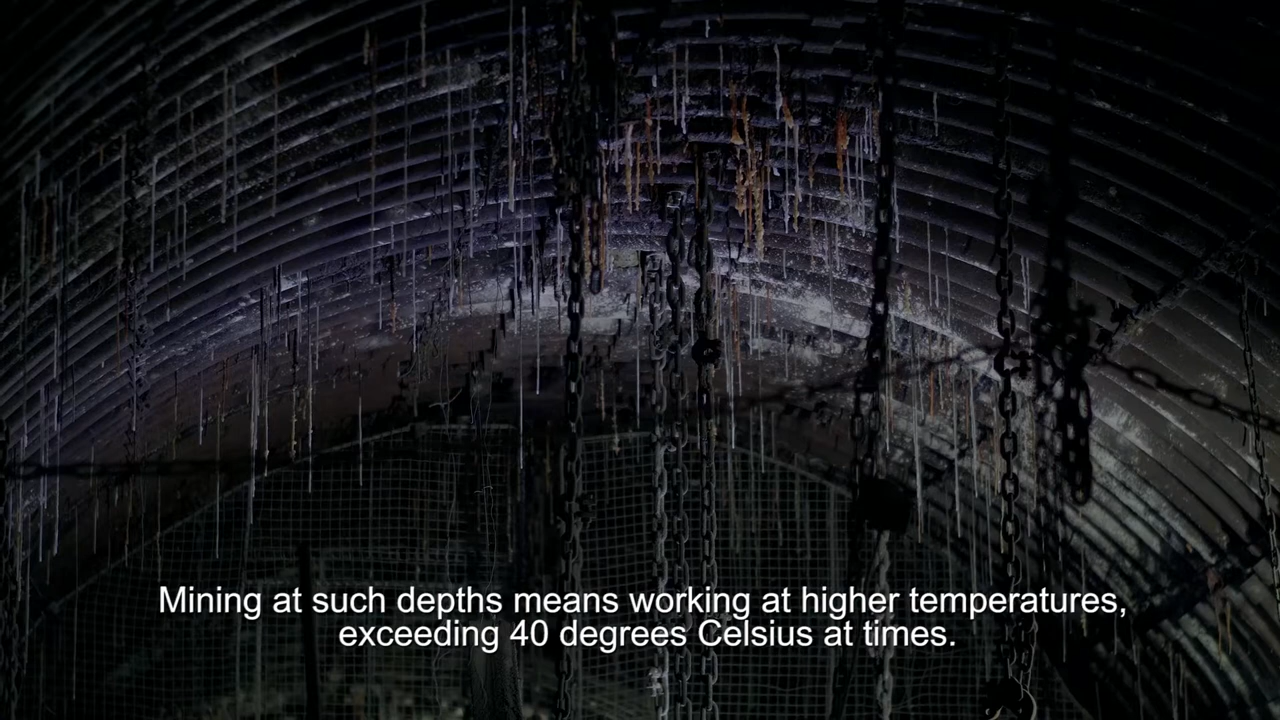 Mining at such depths means working at higher temperatures,
exceeding 40 degrees Celsius at times.